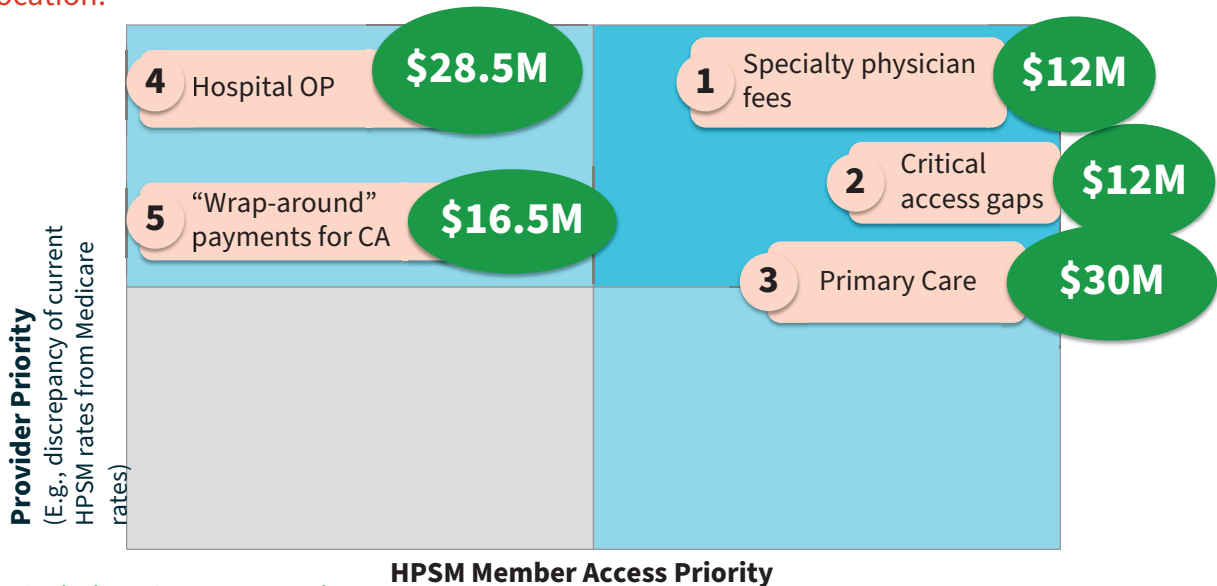 4
Hospital OP
$28.5M
1
Specialty physician
fees
$12M
2
Critical
access gaps
$12M
5
“Wrap-around”
payments for CA
$16.5M
3
Primary Care
$30M
Provider Priority
(E.g., discrepancy of current
HPSM rates from Medicare
rates)
HPSM Member Access Priority